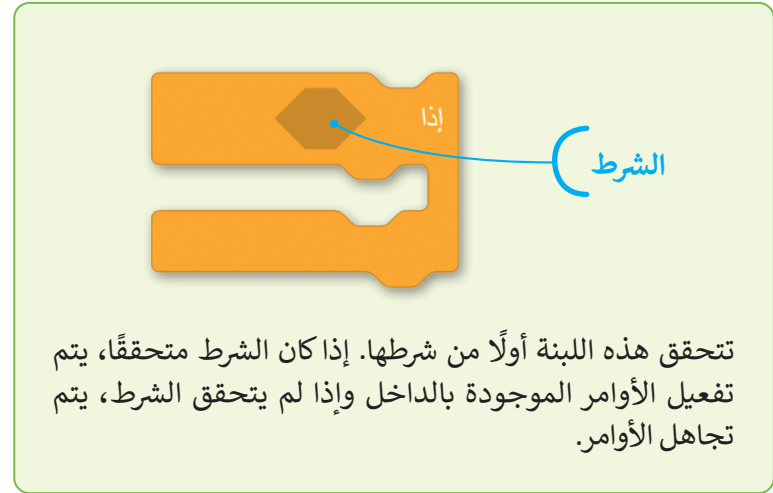 إذا
الشرط
تتحقق هذه اللبنة أولًا من شرطها. إذا كان الشرط متحققًا، يتم
تفعيل الأوامر الموجودة بالداخل وإذا لم يتحقق الشرط، يتم
تجاهل الأوامر.